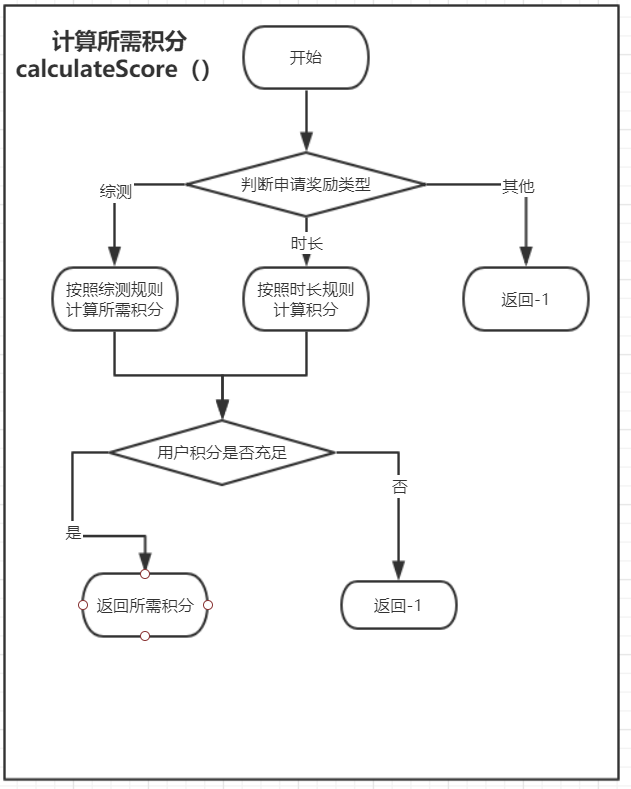 计算所需积分
calculateScore（）
开始
判断申请奖励类型
综测
时长
其他
按照综测规则
计算所需积分
按照时长规则
计算积分
返回-1
用户积分是否充足
是
否
返回所需积分
返回-1